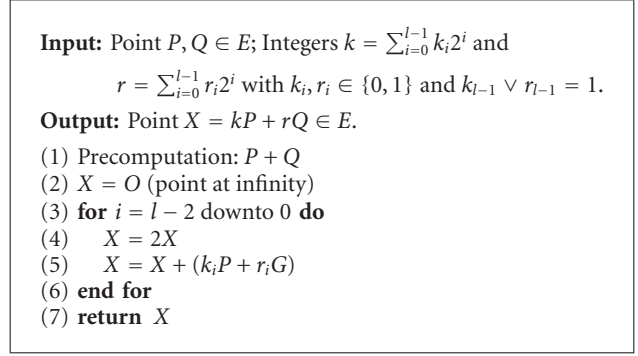 Input: Point P, Q ∈ E; Integers k = ∑_{i=0}^{l−1} k_i 2^i and
r = ∑_{i=0}^{l−1} r_i 2^i with k_i, r_i ∈ {0, 1} and k_{l−1} ∨ r_{l−1} = 1.
Output: Point X = kP + rQ ∈ E.
(1) Precomputation: P + Q
(2) X = O (point at infinity)
(3) for i = l − 2 downto 0 do
(4) X = 2X
(5) X = X + (k_iP + r_iG)
(6) end for
(7) return X